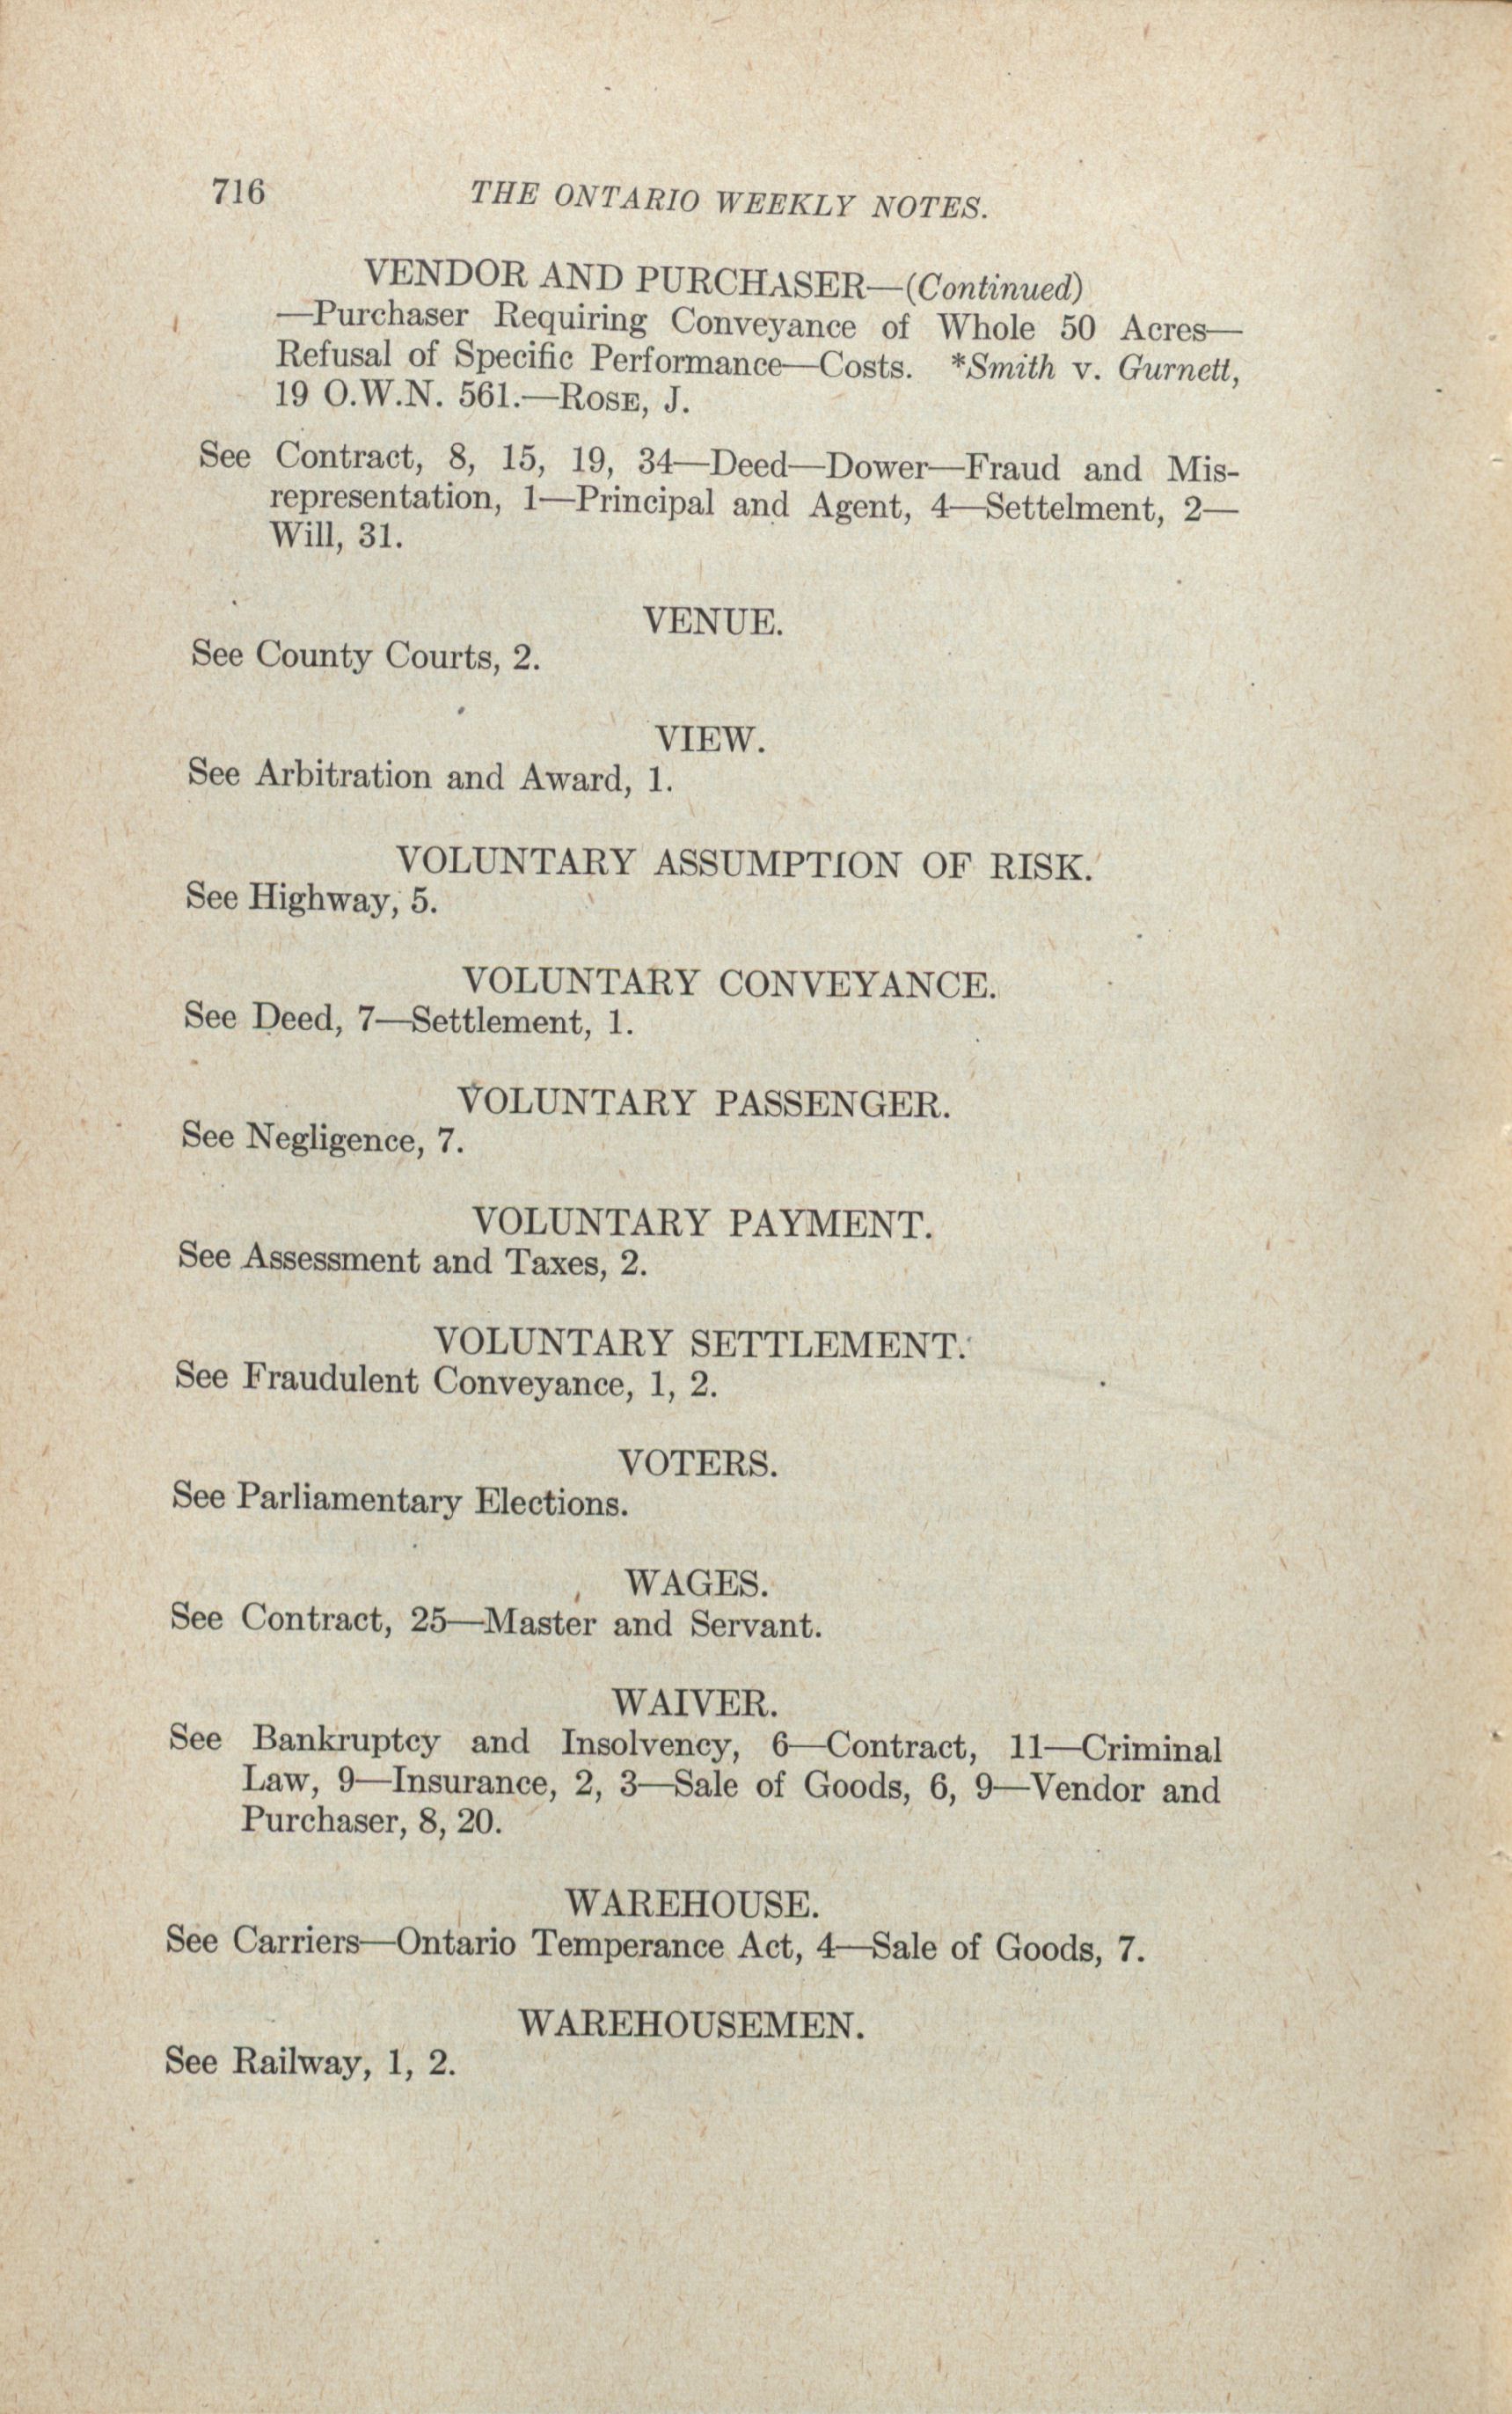 716 THE ONTARIO WEEKLY NOTES.
VENDOR AND PURCHASER—(Continued)
—Purchaser Requiring Conveyance of Whole 50 Acres—
Refusal of Specific Performance—Costs. *Smith v. Gurnett,
19 O.W.N. 561.—ROSE, J.
See Contract, 8, 15, 19, 34—Deed—Dower—Fraud and Mis-
representation, 1—Principal and Agent, 4—Settelment, 2—
Will, 31.
VENUE.
See County Courts, 2.
VIEW.
See Arbitration and Award, 1.
VOLUNTARY ASSUMPTION OF RISK.
See Highway, 5.
VOLUNTARY CONVEYANCE.
See Deed, 7—Settlement, 1.
VOLUNTARY PASSENGER.
See Negligence, 7.
VOLUNTARY PAYMENT.
See Assessment and Taxes, 2.
VOLUNTARY SETTLEMENT.
See Fraudulent Conveyance, 1, 2.
VOTERS.
See Parliamentary Elections.
WAGES.
See Contract, 25—Master and Servant.
WAIVER.
See Bankruptcy and Insolvency, 6—Contract, 11—Criminal
Law, 9—Insurance, 2, 3—Sale of Goods, 6, 9—Vendor and
Purchaser, 8, 20.
WAREHOUSE.
See Carriers—Ontario Temperance Act, 4—Sale of Goods, 7.
WAREHOUSEMEN.
See Railway, 1, 2.